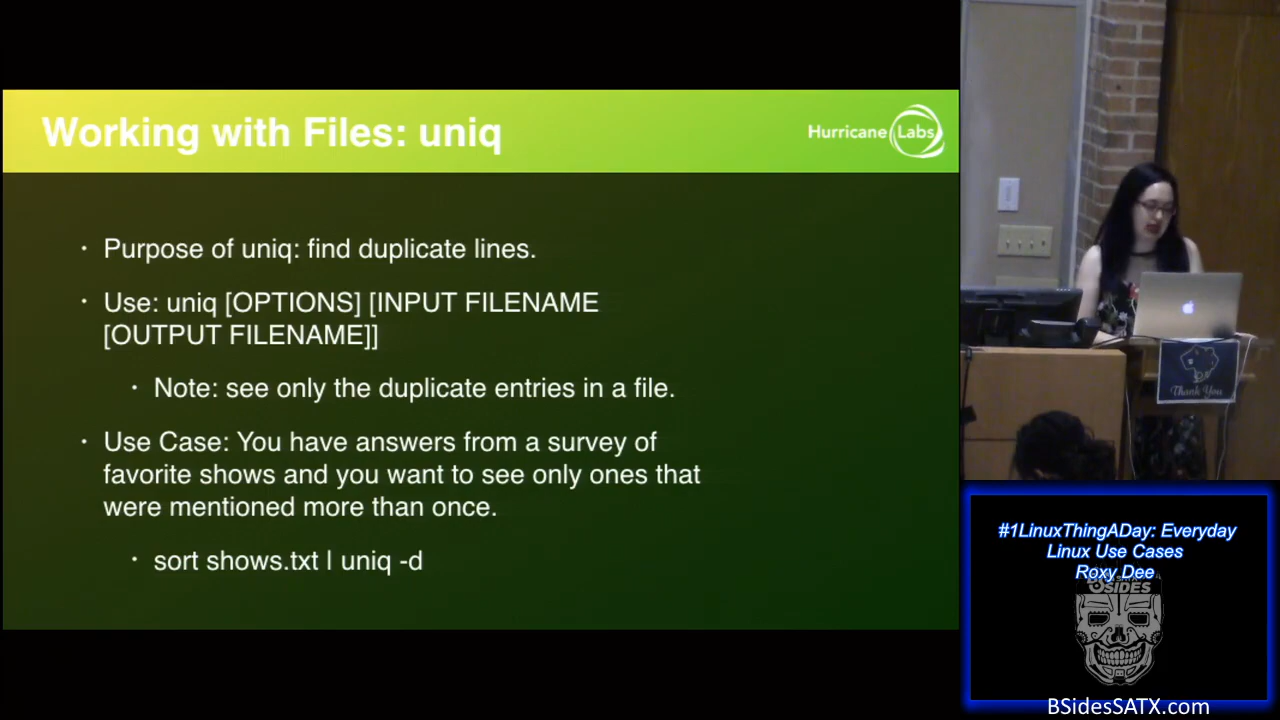 Working with Files: uniq
Hurricane Labs
• Purpose of uniq: find duplicate lines.
• Use: uniq [OPTIONS] [INPUT FILENAME
[OUTPUT FILENAME]]
• Note: see only the duplicate entries in a file.
• Use Case: You have answers from a survey of
favorite shows and you want to see only ones that
were mentioned more than once.
• sort shows.txt | uniq -d
Thank You
#1LinuxThingADay: Everyday
Linux Use Cases
Roxy Dee
BSIDES
BSidesSATX.com